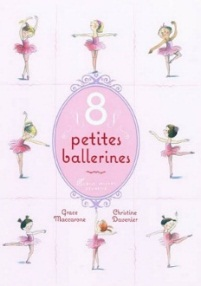 8
petites
ballerines
Grace Christine
Maccarone Davenier